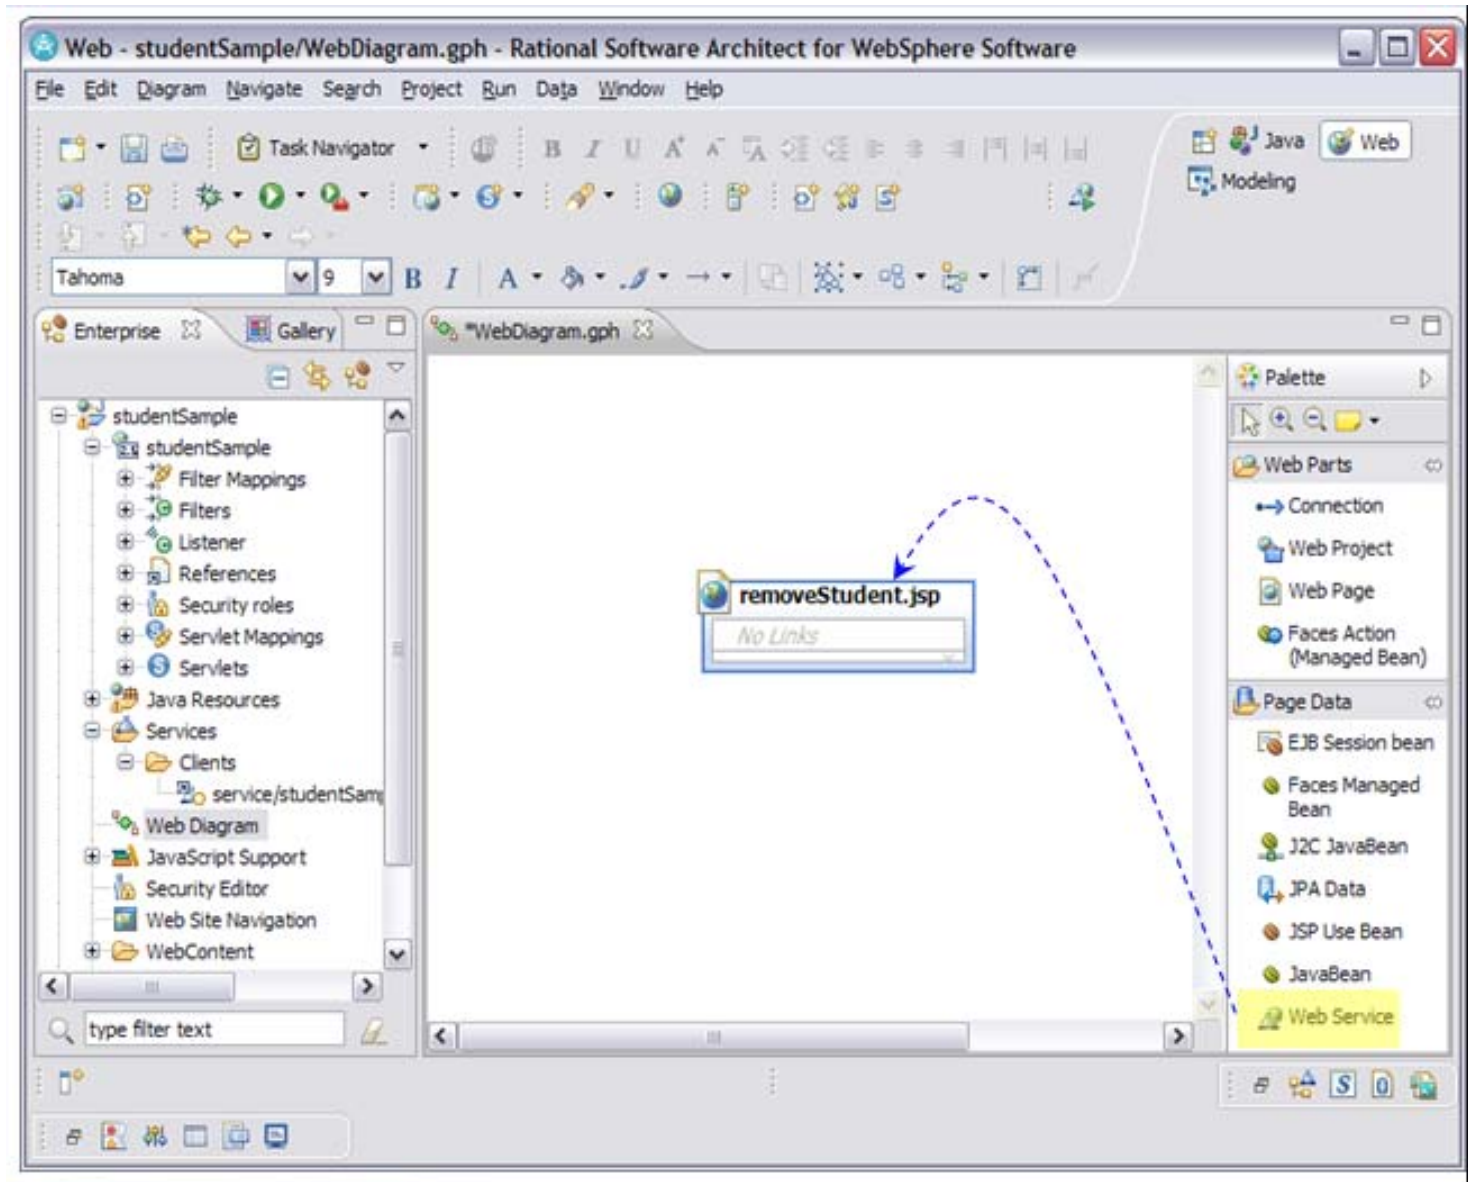 Web - studentSample/WebDiagram.gph - Rational Software Architect for WebSphere Software
File Edit Diagram Navigate Search Project Run Data Window Help
Task Navigator
B I U A A A
Java Web
Modeling
Tahoma 9 B I A
Enterprise Gallery
*WebDiagram.gph
studentSample
studentSample
Filter Mappings
Filters
Listener
References
Security roles
Servlet Mappings
Servlets
Java Resources
Services
Clients
service/studentSam
Web Diagram
JavaScript Support
Security Editor
Web Site Navigation
WebContent
type filter text
removeStudent.jsp
No Links
Palette
Web Parts
Connection
Web Project
Web Page
Faces Action
(Managed Bean)
Page Data
EJB Session bean
Faces Managed
Bean
J2C JavaBean
JPA Data
JSP Use Bean
JavaBean
Web Service